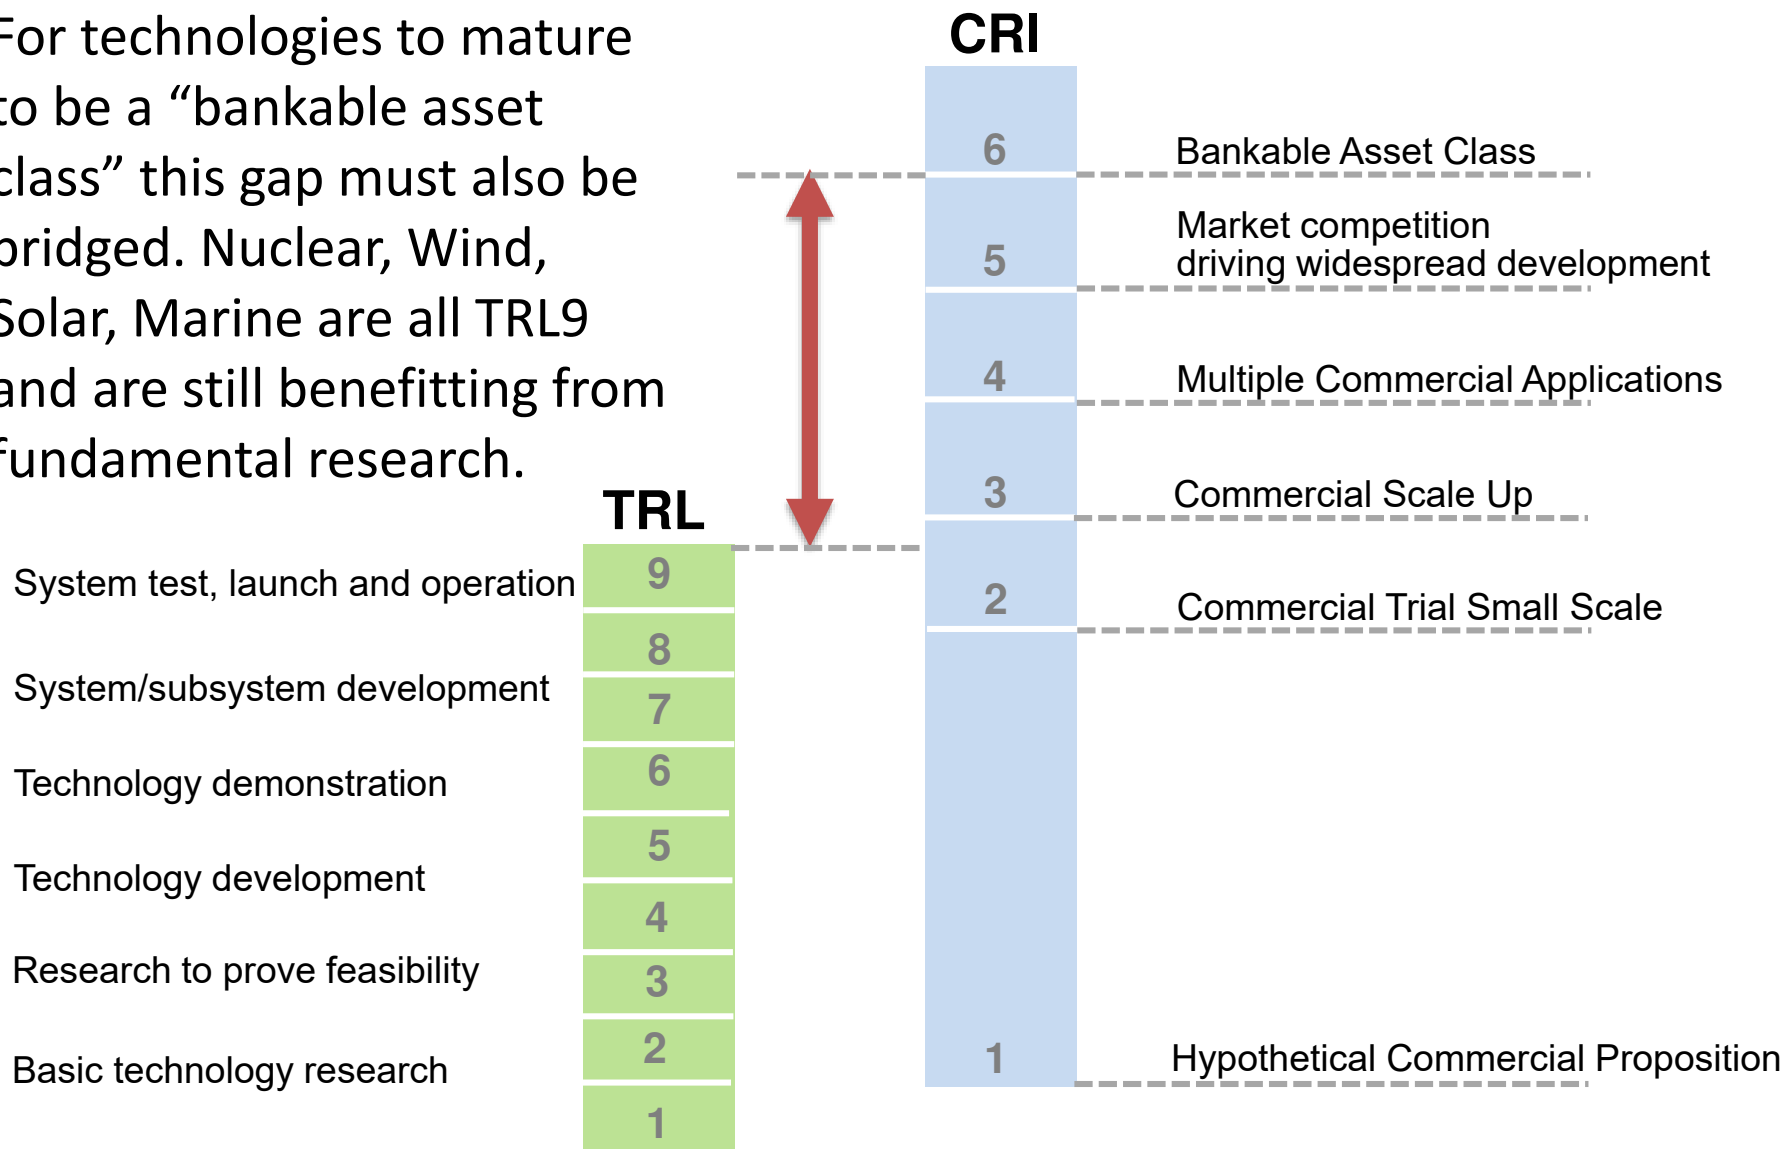 For technologies to mature
to be a “bankable asset
class” this gap must also be
bridged. Nuclear, Wind,
Solar, Marine are all TRL9
and are still benefitting from
fundamental research.
TRL
System test, launch and operation
9
8
System/subsystem development
7
Technology demonstration
6
Technology development
5
4
Research to prove feasibility
3
Basic technology research
2
1
CRI
6 Bankable Asset Class
Market competition
5 driving widespread development
4 Multiple Commercial Applications
3 Commercial Scale Up
2 Commercial Trial Small Scale
1 Hypothetical Commercial Proposition